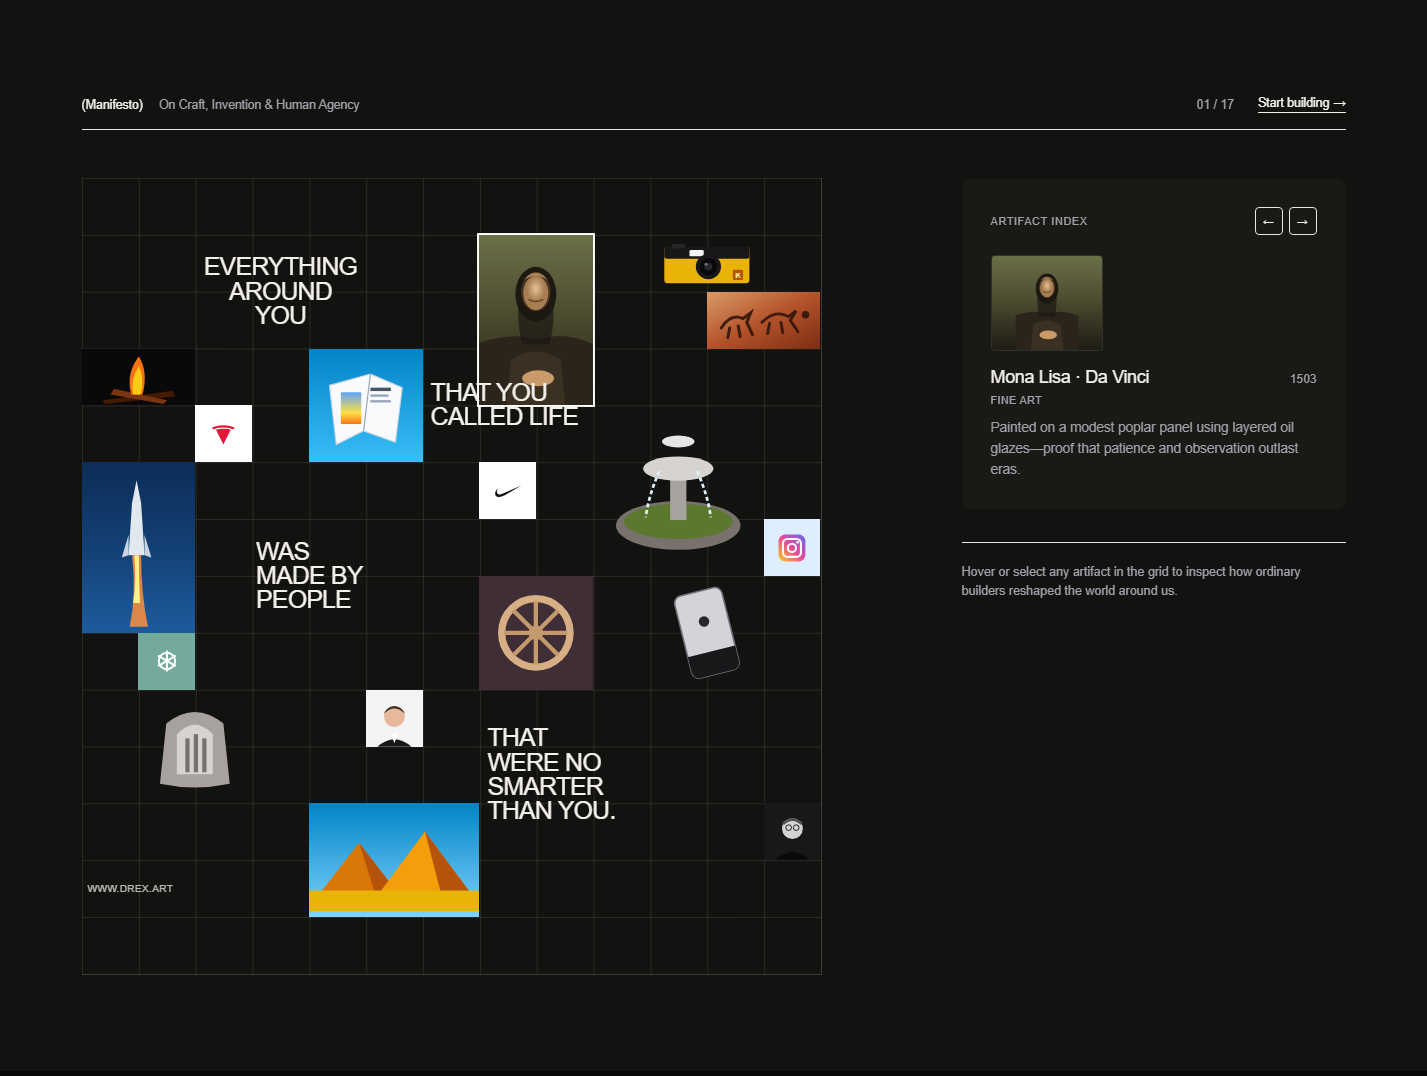 (Manifesto) On Craft, Invention & Human Agency
01 / 17 Start building →
EVERYTHING
AROUND
YOU
K
THAT YOU
CALLED LIFE
WAS
MADE BY
PEOPLE
THAT
WERE NO
SMARTER
THAN YOU.
WWW.DREX.ART
ARTIFACT INDEX
← →
Mona Lisa · Da Vinci 1503
FINE ART
Painted on a modest poplar panel using layered oil
glazes—proof that patience and observation outlast
eras.
Hover or select any artifact in the grid to inspect how ordinary
builders reshaped the world around us.